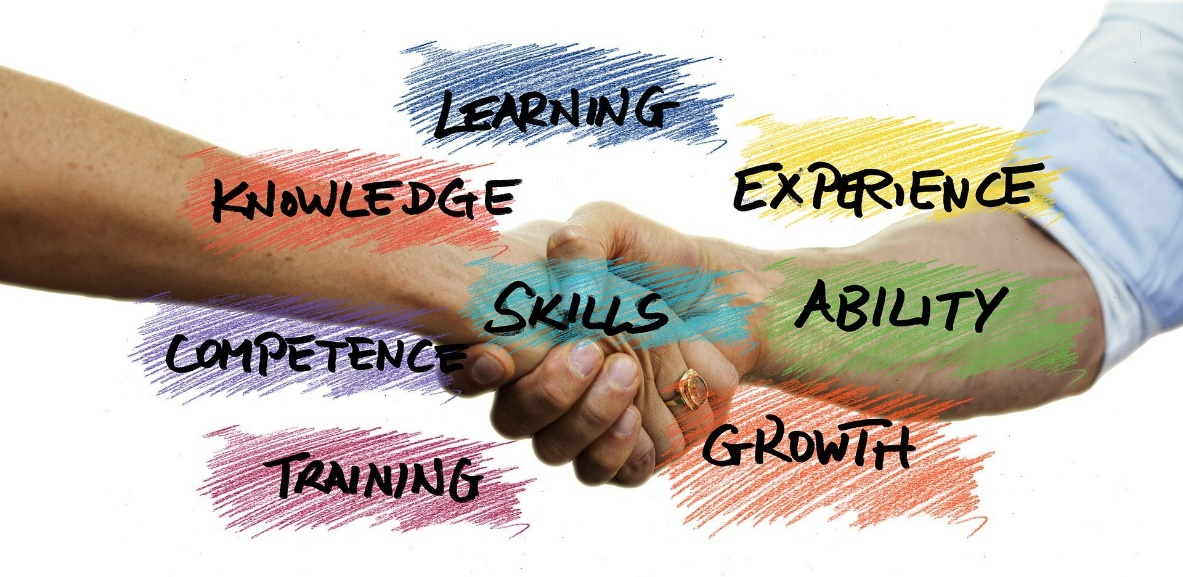 LEARNING
KNOWLEDGE
EXPERIENCE
SKILLS
ABILITY
COMPETENCE
GROWTH
TRAINING